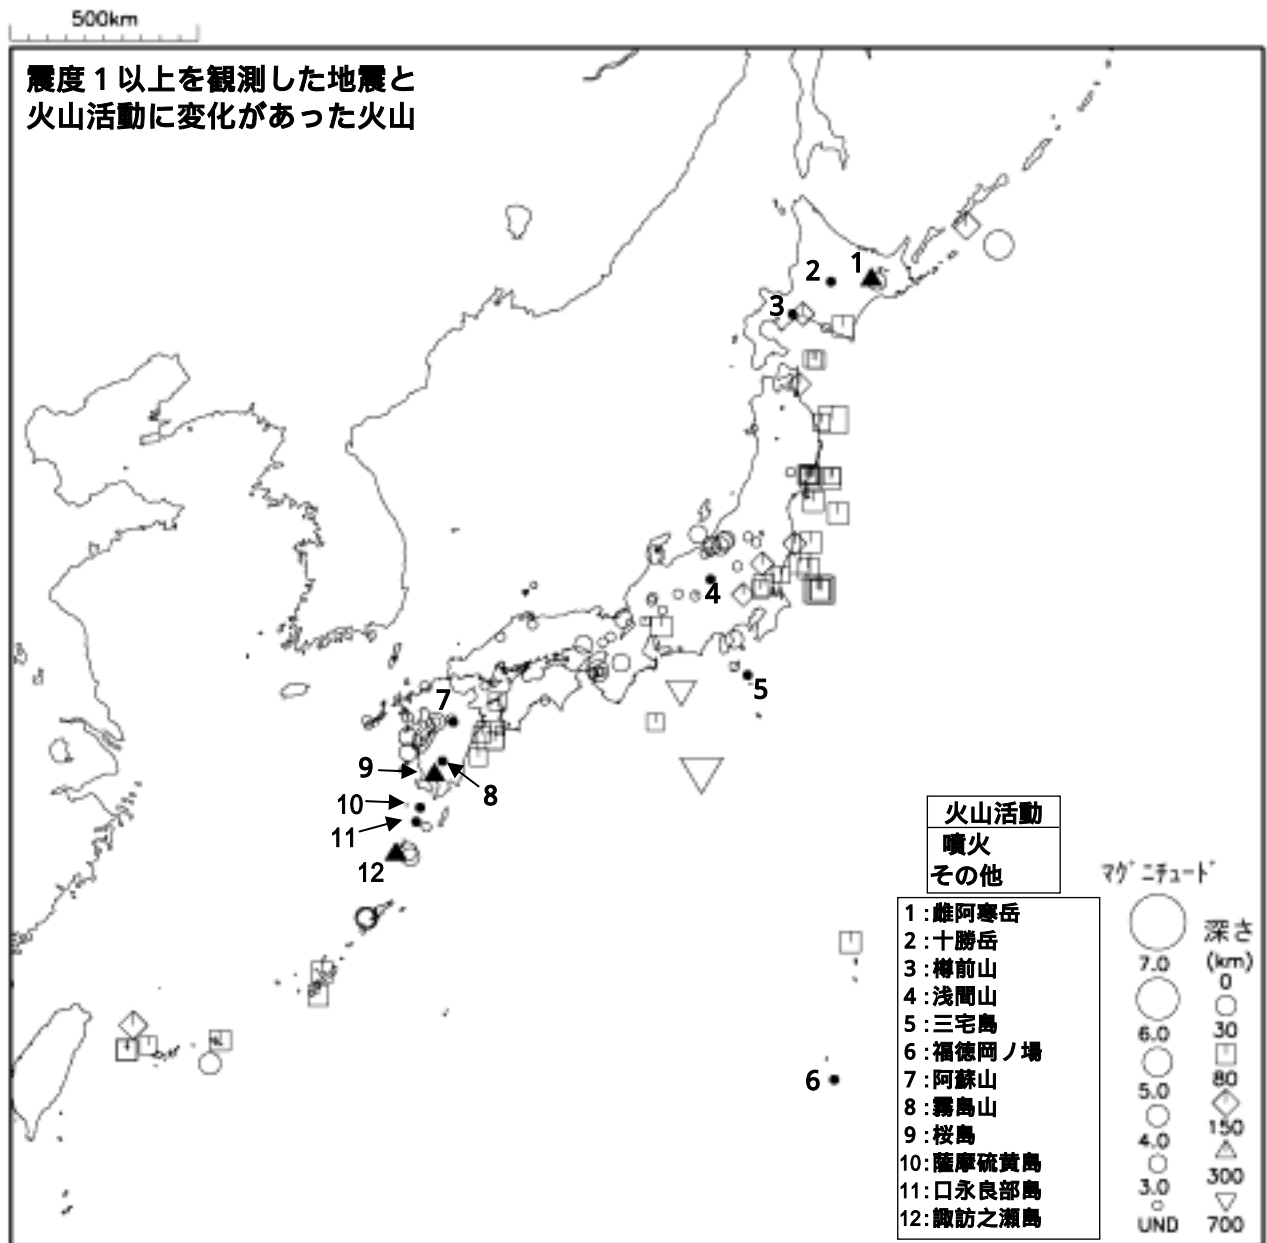 500km
震度1以上を観測した地震と
火山活動に変化があった火山
1
2
3
4
5
7
9
8
10
11
12
6
火山活動
噴火
その他
1:雌阿寒岳
2:十勝岳
3:樽前山
4:浅間山
5:三宅島
6:福徳岡ノ場
7:阿蘇山
8:霧島山
9:桜島
10:薩摩硫黄島
11:口永良部島
12:諏訪之瀬島
マグニチュード
7.0
6.0
5.0
4.0
3.0
UND
深さ
(km)
0
30
80
150
300
700